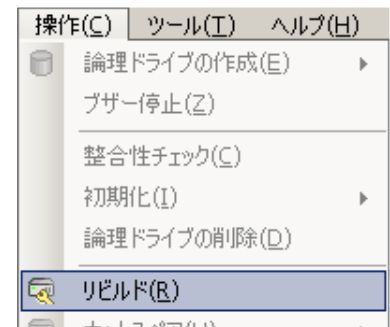 操作(C) ツール(T) ヘルプ(H)
論理ドライブの作成(E)
ブザー停止(Z)
整合性チェック(C)
初期化(I)
論理ドライブの削除(D)
リビルド(R)